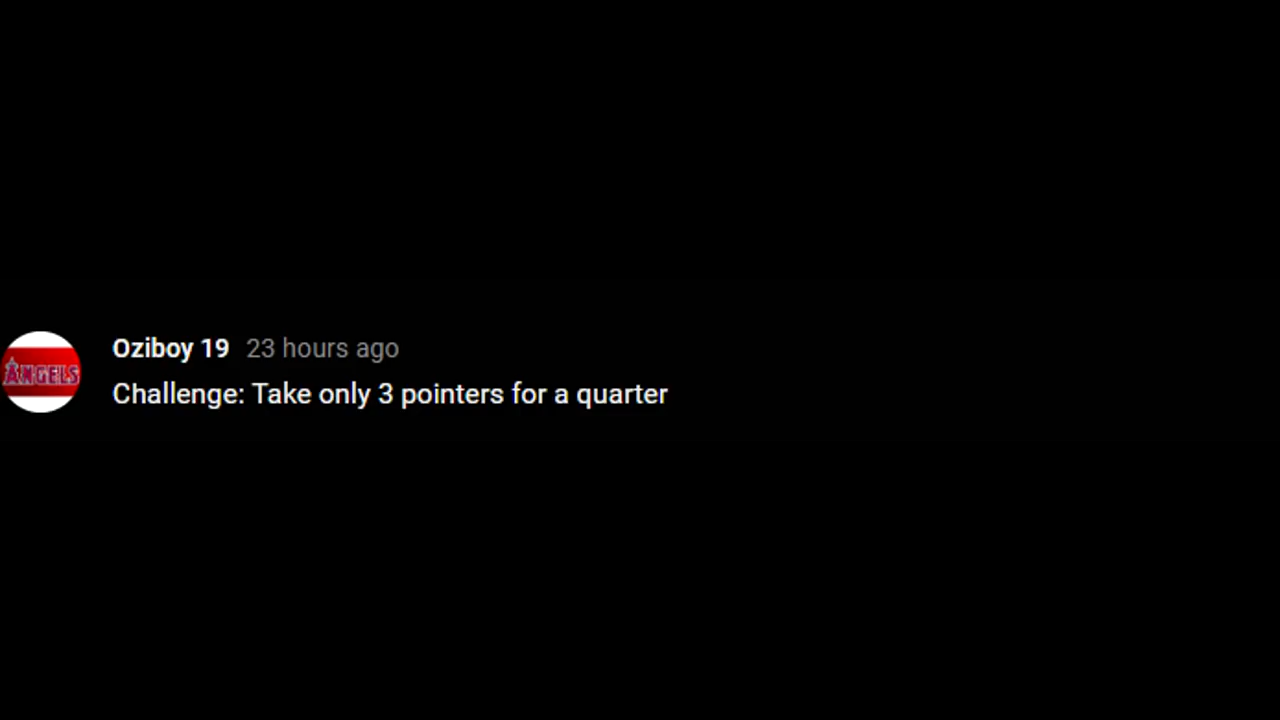 Oziboy 19 23 hours ago
ANGELS
Challenge: Take only 3 pointers for a quarter